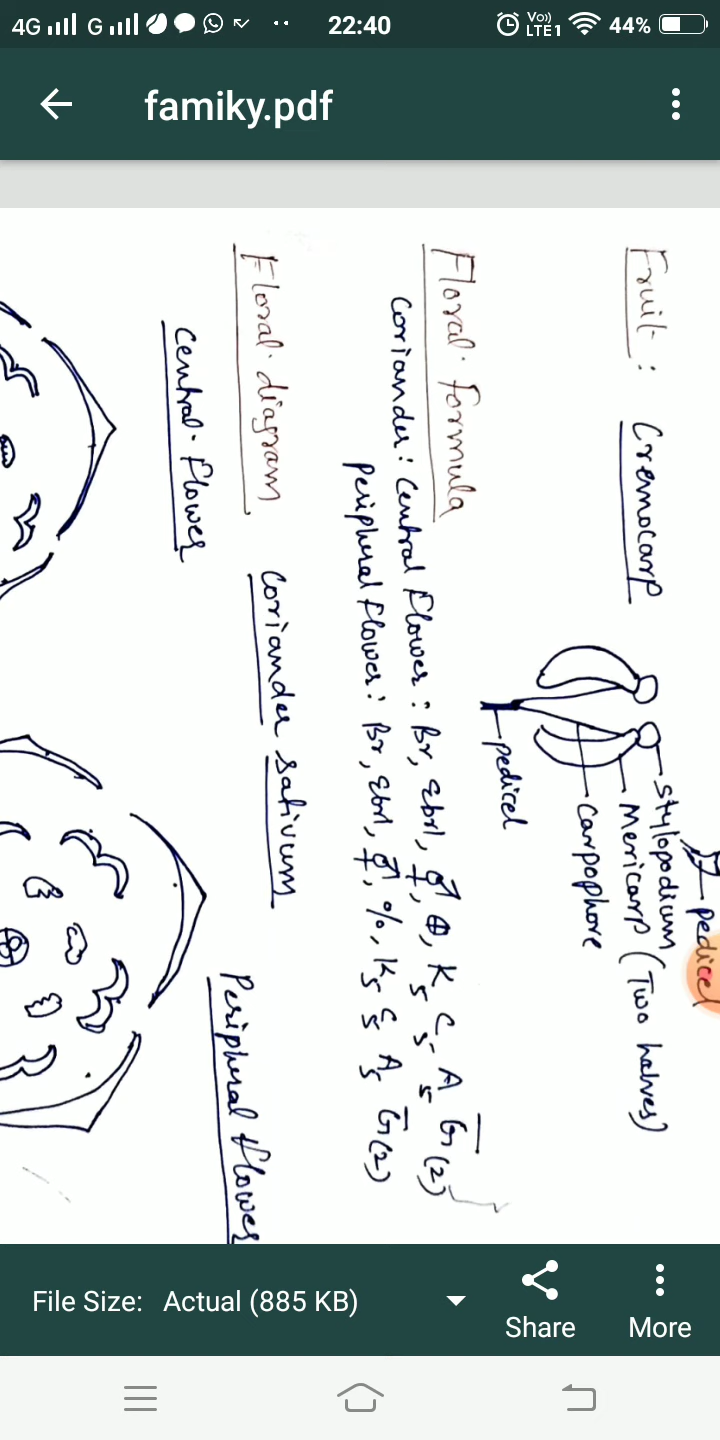 4G G Vo)) LTE1 22:40 44%
famiky.pdf
pedicel
Fruit: Cremocarp
stylopodium
Mericarp (Two halves)
carpophore
pedicel
Floral formula
coriander: central flower: Br, Ebrl, ⚥, ⊕, K5 C5 A5 G̅(2)
peripheral flower: Br, Ebrl, ⚥, %, K5 C5 A5 G̅(2)
Floral diagram coriander sativum
central flower Peripheral flower
File Size: Actual (885 KB)
Share More